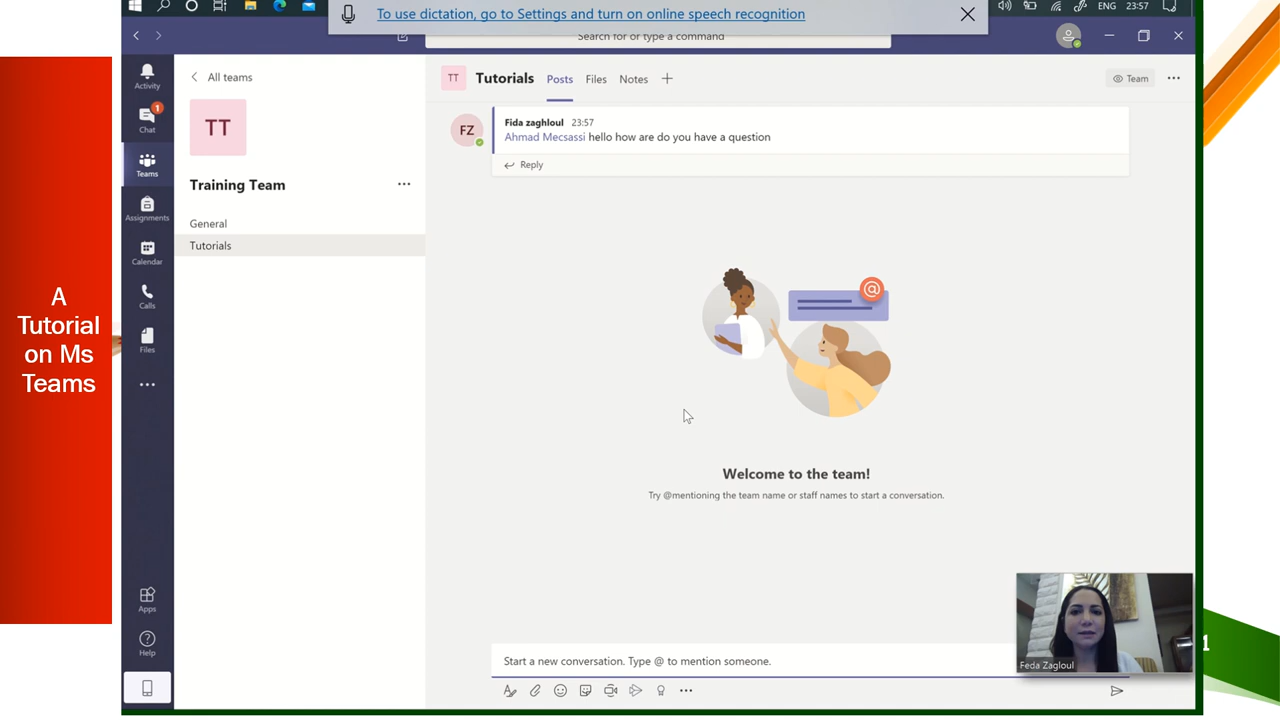 To use dictation, go to Settings and turn on online speech recognition
ENG 23:57
Search for or type a command
A
Tutorial
on Ms
Teams
Activity
Chat 1
Teams
Assignments
Calendar
Calls
Files
Apps
Help
All teams
TT
Training Team
General
Tutorials
TT Tutorials Posts Files Notes Team
FZ
Fida zaghloul 23:57
Ahmad Mecsassi hello how are do you have a question
Reply
@
Welcome to the team!
Try @mentioning the team name or staff names to start a conversation.
Start a new conversation. Type @ to mention someone.
Feda Zagloul
1